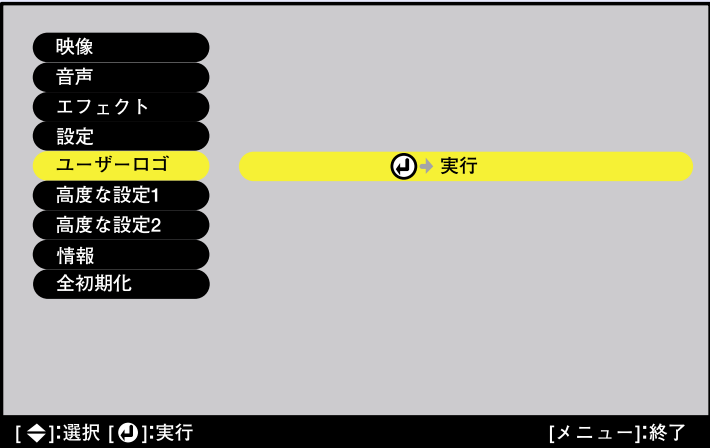 映像
音声
エフェクト
設定
ユーザーロゴ
→ 実行
高度な設定1
高度な設定2
情報
全初期化
[ ]:選択 [ ]:実行
[メニュー]:終了